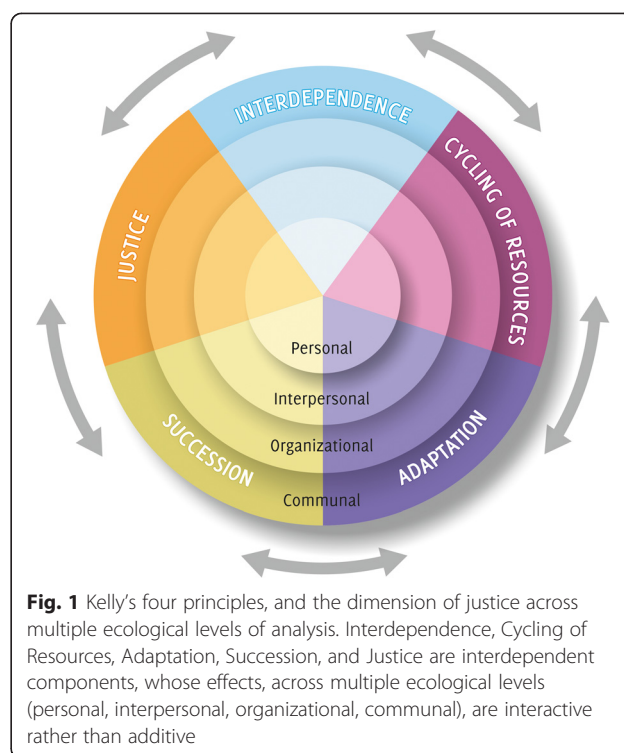 INTERDEPENDENCE
CYCLING OF RESOURCES
JUSTICE
Personal
Interpersonal
Organizational
Communal
SUCCESSION
ADAPTATION
Fig. 1 Kelly's four principles, and the dimension of justice across
multiple ecological levels of analysis. Interdependence, Cycling of
Resources, Adaptation, Succession, and Justice are interdependent
components, whose effects, across multiple ecological levels
(personal, interpersonal, organizational, communal), are interactive
rather than additive